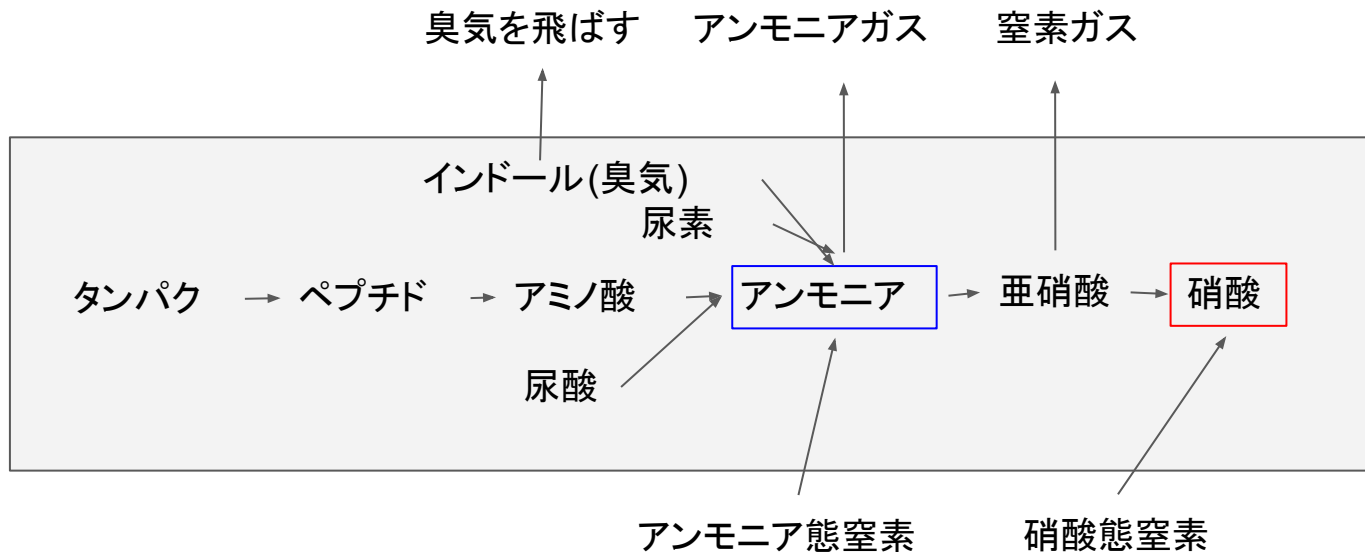 臭気を飛ばす アンモニアガス 窒素ガス
インドール(臭気)
尿素
タンパク ペプチド アミノ酸 アンモニア 亜硝酸 硝酸
尿酸
アンモニア態窒素 硝酸態窒素